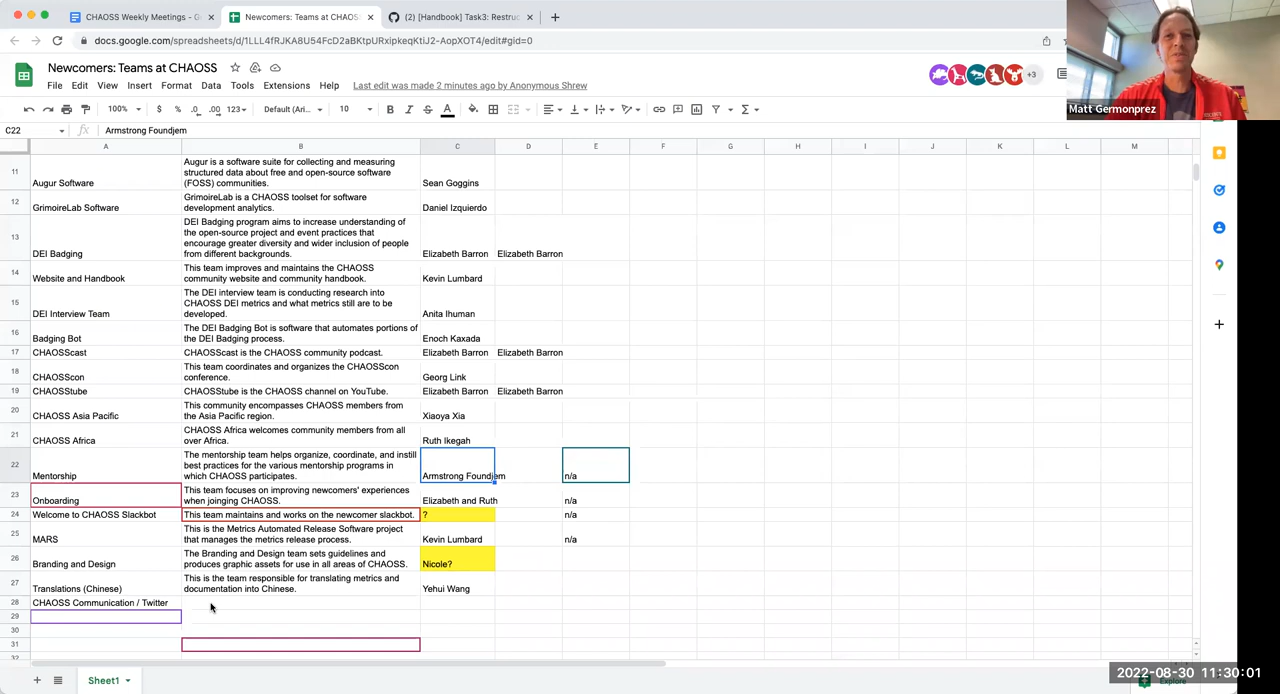 CHAOSS Weekly Meetings - G
Newcomers: Teams at CHAOSS
(2) [Handbook] Task3: Restruc
docs.google.com/spreadsheets/d/1LLL4fRJKA8U54FcD2aBKtpURxipkeqKtiJ2-AopXOT4/edit#gid=0
Newcomers: Teams at CHAOSS
+3
File Edit View Insert Format Data Tools Extensions Help Last edit was made 2 minutes ago by Anonymous Shrew
Matt Germonprez
100% $ % .0 .00 123 Default (Ari... 10 B I S A
C22 fx Armstrong Foundjem
A B C D E F G H I J K L M
11 Augur Software
Augur is a software suite for collecting and measuring
structured data about free and open-source software
(FOSS) communities.
Sean Goggins
12 GrimoireLab Software
GrimoireLab is a CHAOSS toolset for software
development analytics.
Daniel Izquierdo
13 DEI Badging
DEI Badging program aims to increase understanding of
the open-source project and event practices that
encourage greater diversity and wider inclusion of people
from different backgrounds.
Elizabeth Barron Elizabeth Barron
14 Website and Handbook
This team improves and maintains the CHAOSS
community website and community handbook.
Kevin Lumbard
15 DEI Interview Team
The DEI interview team is conducting research into
CHAOSS DEI metrics and what metrics still are to be
developed.
Anita Ihuman
16 Badging Bot
The DEI Badging Bot is software that automates portions of
the DEI Badging process.
Enoch Kaxada
17 CHAOSScast
CHAOSScast is the CHAOSS community podcast.
Elizabeth Barron Elizabeth Barron
18 CHAOSScon
This team coordinates and organizes the CHAOSScon
conference.
Georg Link
19 CHAOSStube
CHAOSStube is the CHAOSS channel on YouTube.
Elizabeth Barron Elizabeth Barron
20 CHAOSS Asia Pacific
This community encompasses CHAOSS members from
the Asia Pacific region.
Xiaoya Xia
21 CHAOSS Africa
CHAOSS Africa welcomes community members from all
over Africa.
Ruth Ikegah
22 Mentorship
The mentorship team helps organize, coordinate, and instill
best practices for the various mentorship programs in
which CHAOSS participates.
Armstrong Foundjem n/a
23 Onboarding
This team focuses on improving newcomers' experiences
when joinging CHAOSS.
Elizabeth and Ruth n/a
24 Welcome to CHAOSS Slackbot
This team maintains and works on the newcomer slackbot.
? n/a
25 MARS
This is the Metrics Automated Release Software project
that manages the metrics release process.
Kevin Lumbard n/a
26 Branding and Design
The Branding and Design team sets guidelines and
produces graphic assets for use in all areas of CHAOSS.
Nicole?
27 Translations (Chinese)
This is the team responsible for translating metrics and
documentation into Chinese.
Yehui Wang
28 CHAOSS Communication / Twitter
29
30
31
32
Sheet1
Explore
2022-08-30 11:30:01